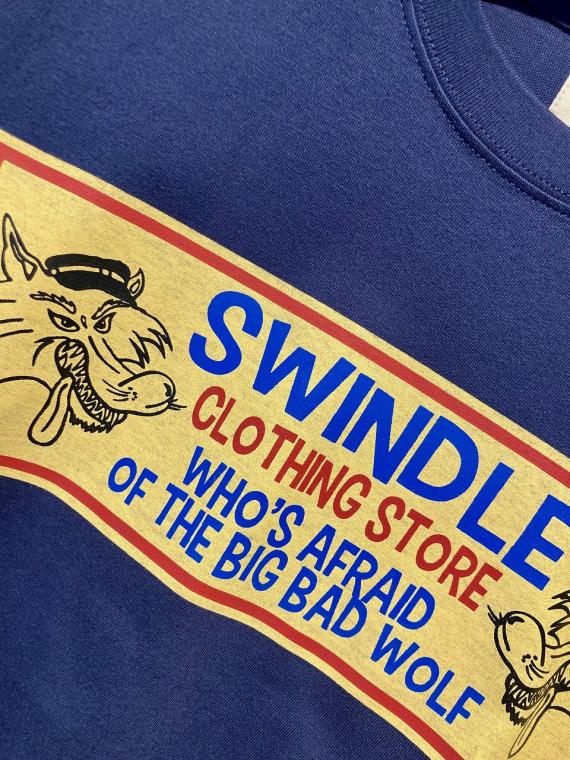 SWINDLE
CLOTHING STORE
WHO'S AFRAID
OF THE BIG BAD WOLF